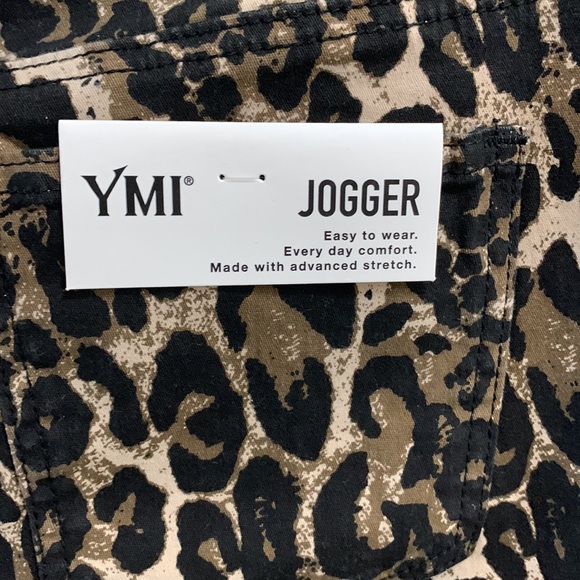 YMI® JOGGER
Easy to wear.
Every day comfort.
Made with advanced stretch.